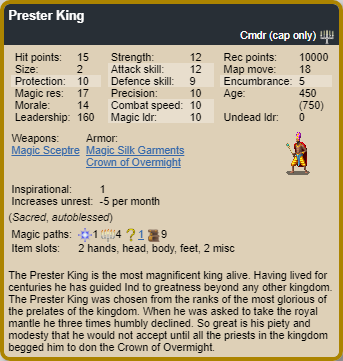 Prester King
Cmdr (cap only)
Hit points: 15 Strength: 12 Rec points: 10000
Size: 2 Attack skill: 12 Map move: 18
Protection: 10 Defence skill: 9 Encumbrance: 5
Magic res: 17 Precision: 10 Age: 450
Morale: 14 Combat speed: 10 (750)
Leadership: 160 Magic ldr: 10 Undead ldr: 0
Weapons: Armor:
Magic Sceptre Magic Silk Garments
Crown of Overmight
Inspirational: 1
Increases unrest: -5 per month
(Sacred, autoblessed)
Magic paths: 1 4 ? 1 9
Item slots: 2 hands, head, body, feet, 2 misc
The Prester King is the most magnificent king alive. Having lived for
centuries he has guided Ind to greatness beyond any other kingdom.
The Prester King was chosen from the ranks of the most glorious of
the prelates of the kingdom. When he was asked to take the royal
mantle he three times humbly declined. So great is his piety and
modesty that he would not accept until all the priests in the kingdom
begged him to don the Crown of Overmight.